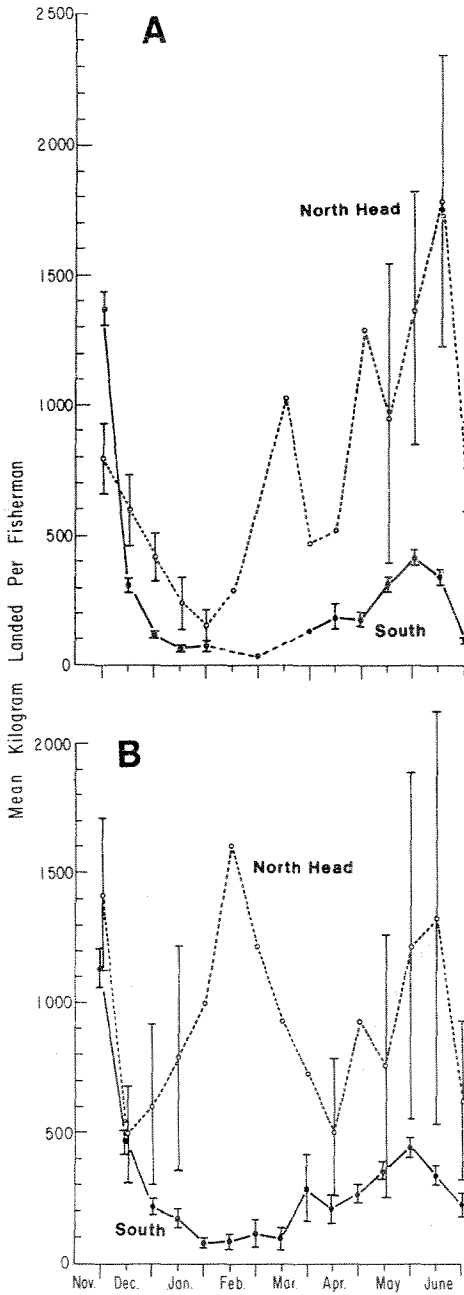 2500
A
2000
North Head
1500
1000
500
South
0
Mean Kilogram Landed Per Fisherman
2000
B
North Head
1500
1000
500
South
0
Nov. Dec. Jan. Feb. Mar. Apr. May June